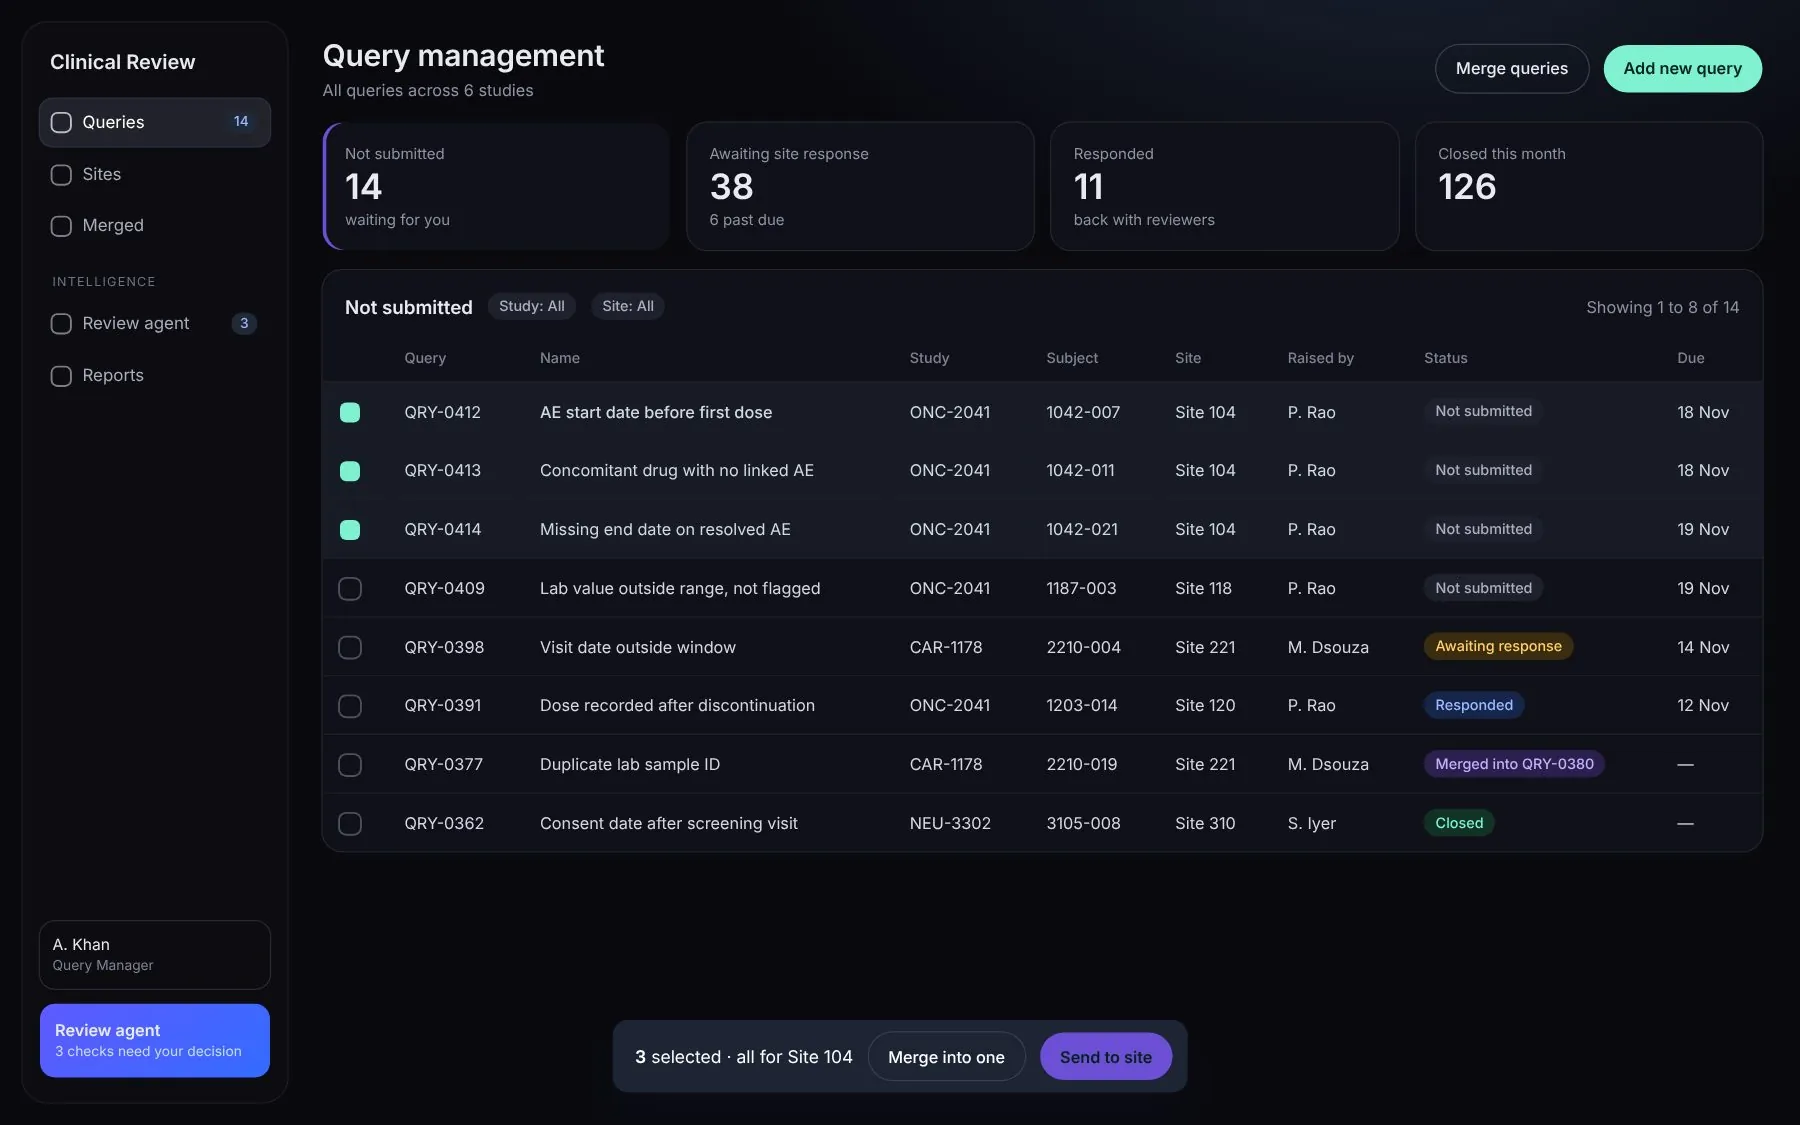 Clinical Review
Queries 14
Sites
Merged
INTELLIGENCE
Review agent 3
Reports
A. Khan
Query Manager
Review agent
3 checks need your decision
Query management
All queries across 6 studies
Merge queries
Add new query
Not submitted
14
waiting for you
Awaiting site response
38
6 past due
Responded
11
back with reviewers
Closed this month
126
Not submitted Study: All Site: All Showing 1 to 8 of 14
Query Name Study Subject Site Raised by Status Due
QRY-0412 AE start date before first dose ONC-2041 1042-007 Site 104 P. Rao Not submitted 18 Nov
QRY-0413 Concomitant drug with no linked AE ONC-2041 1042-011 Site 104 P. Rao Not submitted 18 Nov
QRY-0414 Missing end date on resolved AE ONC-2041 1042-021 Site 104 P. Rao Not submitted 19 Nov
QRY-0409 Lab value outside range, not flagged ONC-2041 1187-003 Site 118 P. Rao Not submitted 19 Nov
QRY-0398 Visit date outside window CAR-1178 2210-004 Site 221 M. Dsouza Awaiting response 14 Nov
QRY-0391 Dose recorded after discontinuation ONC-2041 1203-014 Site 120 P. Rao Responded 12 Nov
QRY-0377 Duplicate lab sample ID CAR-1178 2210-019 Site 221 M. Dsouza Merged into QRY-0380 —
QRY-0362 Consent date after screening visit NEU-3302 3105-008 Site 310 S. Iyer Closed —
3 selected · all for Site 104 Merge into one Send to site